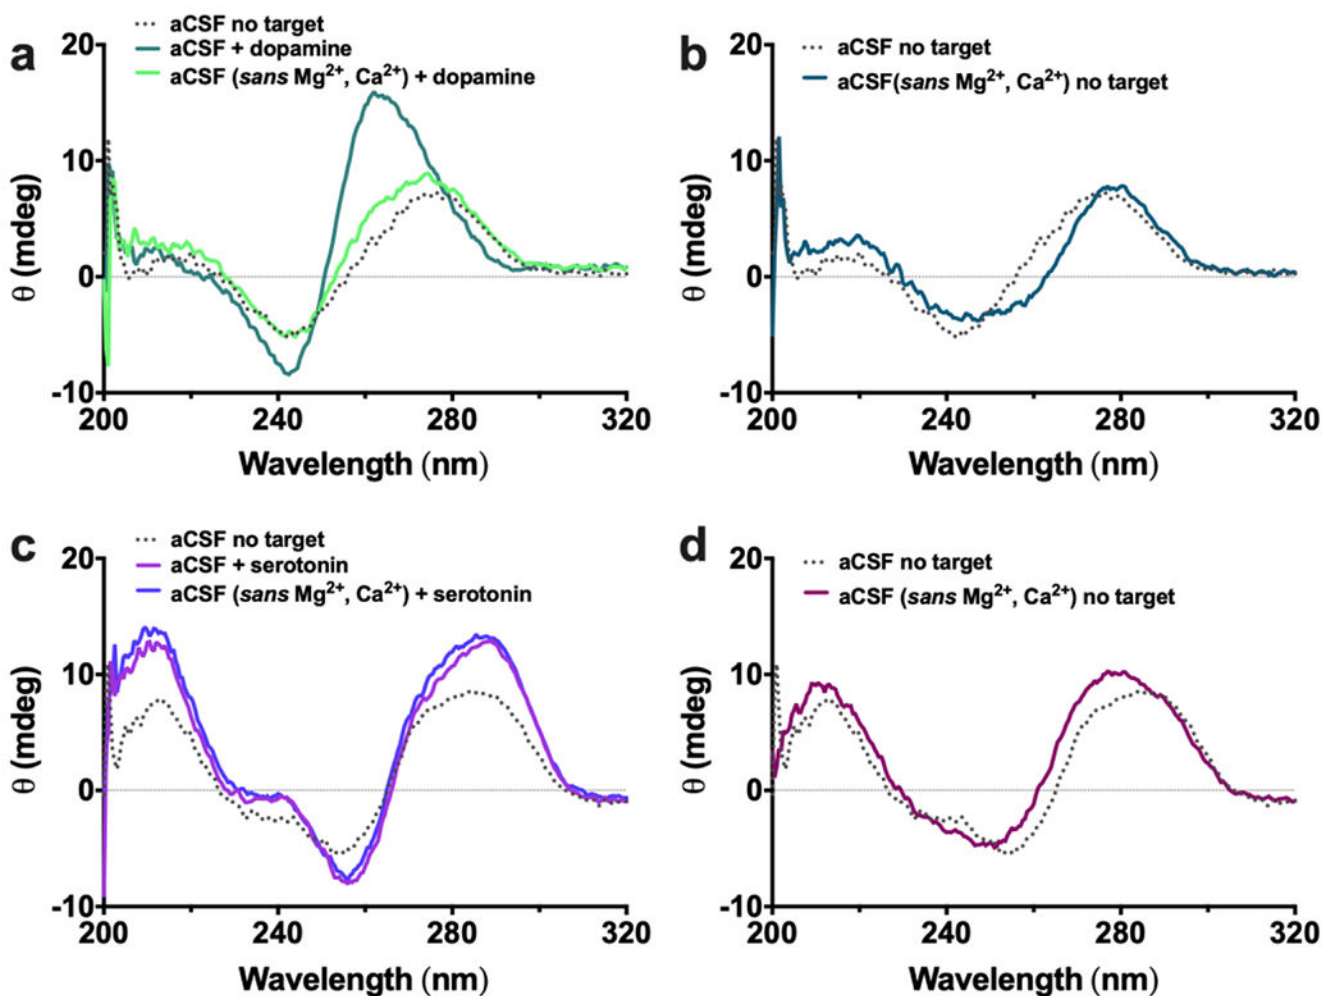 a
aCSF no target
aCSF + dopamine
aCSF (sans Mg²⁺, Ca²⁺) + dopamine
20
10
0
-10
θ (mdeg)
200 240 280 320
Wavelength (nm)
b
aCSF no target
aCSF(sans Mg²⁺, Ca²⁺) no target
20
10
0
-10
θ (mdeg)
200 240 280 320
Wavelength (nm)
c
aCSF no target
aCSF + serotonin
aCSF (sans Mg²⁺, Ca²⁺) + serotonin
20
10
0
-10
θ (mdeg)
200 240 280 320
Wavelength (nm)
d
aCSF no target
aCSF (sans Mg²⁺, Ca²⁺) no target
20
10
0
-10
θ (mdeg)
200 240 280 320
Wavelength (nm)